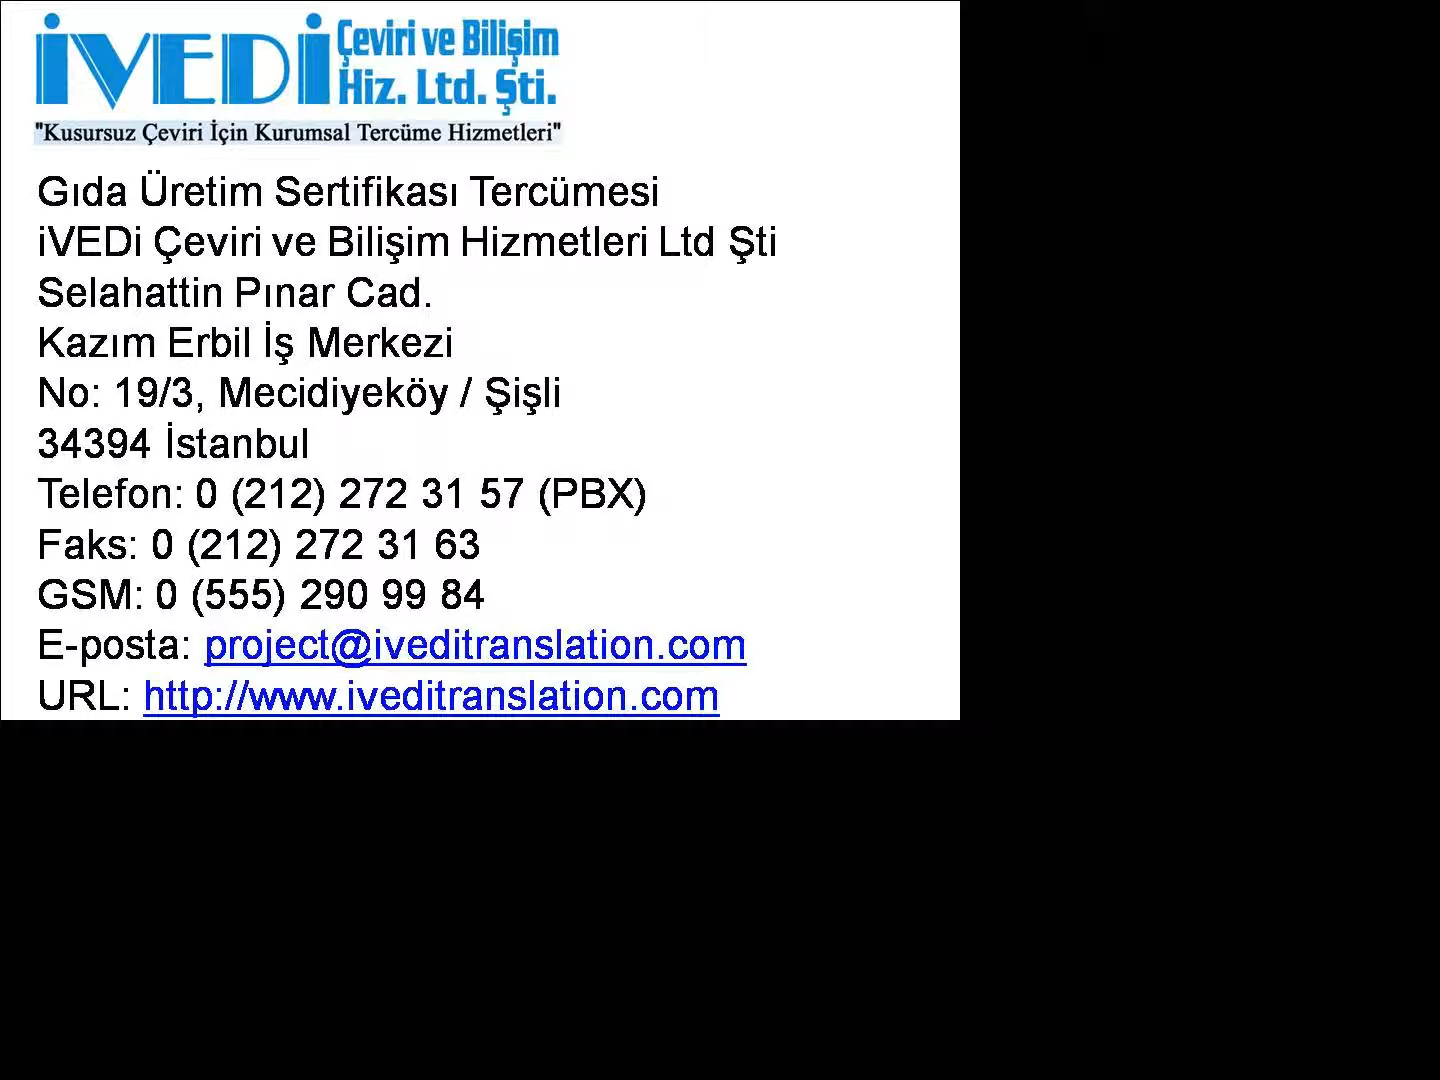 iVEDi Çeviri ve Bilişim
Hiz. Ltd. Şti.
"Kusursuz Çeviri İçin Kurumsal Tercüme Hizmetleri"
Gıda Üretim Sertifikası Tercümesi
iVEDi Çeviri ve Bilişim Hizmetleri Ltd Şti
Selahattin Pınar Cad.
Kazım Erbil İş Merkezi
No: 19/3, Mecidiyeköy / Şişli
34394 İstanbul
Telefon: 0 (212) 272 31 57 (PBX)
Faks: 0 (212) 272 31 63
GSM: 0 (555) 290 99 84
E-posta: project@iveditranslation.com
URL: http://www.iveditranslation.com